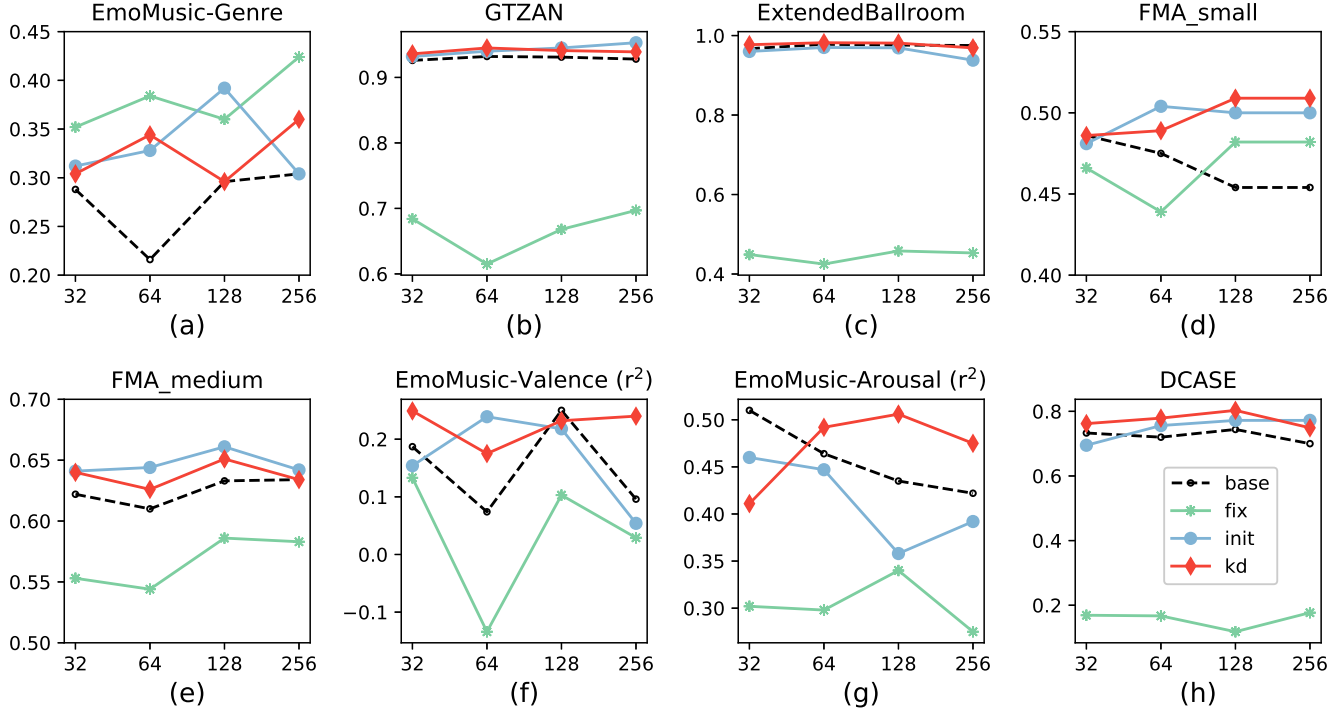 EmoMusic-Genre
0.45
0.40
0.35
0.30
0.25
0.20
32 64 128 256
(a)
GTZAN
0.9
0.8
0.7
0.6
32 64 128 256
(b)
ExtendedBallroom
1.0
0.8
0.6
0.4
32 64 128 256
(c)
FMA_small
0.55
0.50
0.45
0.40
32 64 128 256
(d)
FMA_medium
0.70
0.65
0.60
0.55
0.50
32 64 128 256
(e)
EmoMusic-Valence (r²)
0.2
0.1
0.0
−0.1
32 64 128 256
(f)
EmoMusic-Arousal (r²)
0.50
0.45
0.40
0.35
0.30
32 64 128 256
(g)
DCASE
0.8
0.6
0.4
0.2
base
fix
init
kd
32 64 128 256
(h)